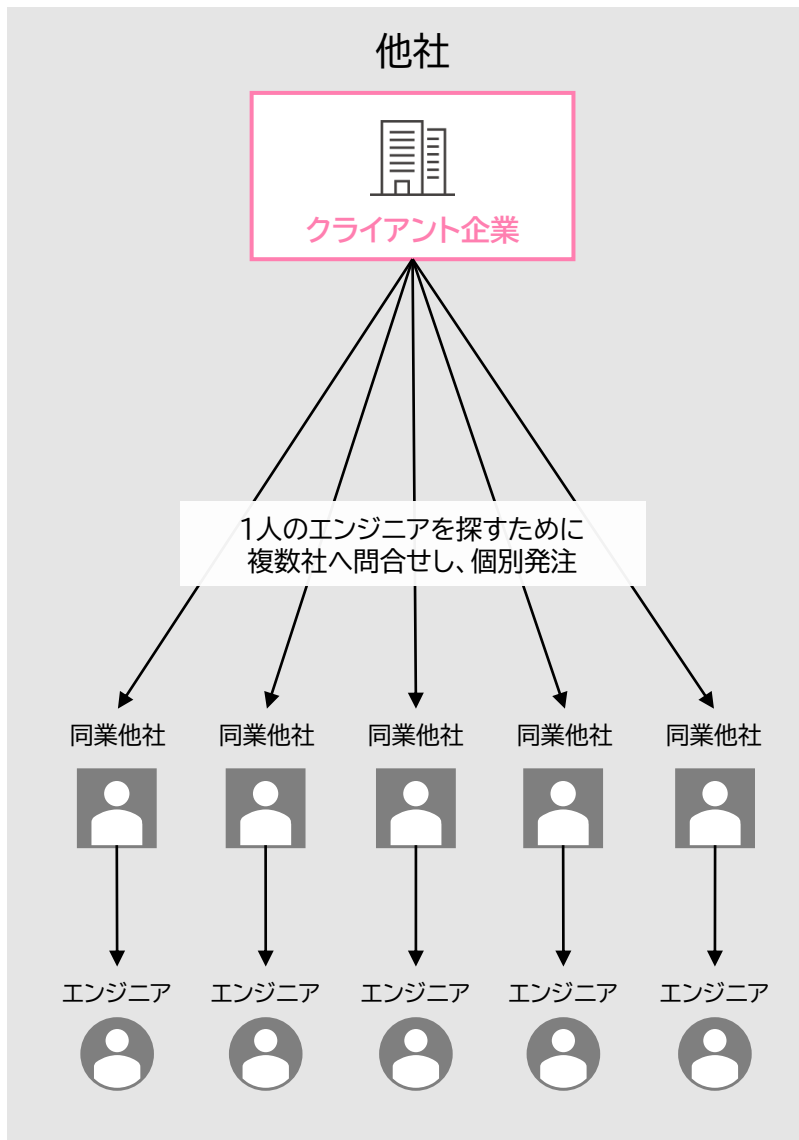 他社
クライアント企業
1人のエンジニアを探すために
複数社へ問合せし、個別発注
同業他社 同業他社 同業他社 同業他社 同業他社
エンジニア エンジニア エンジニア エンジニア エンジニア